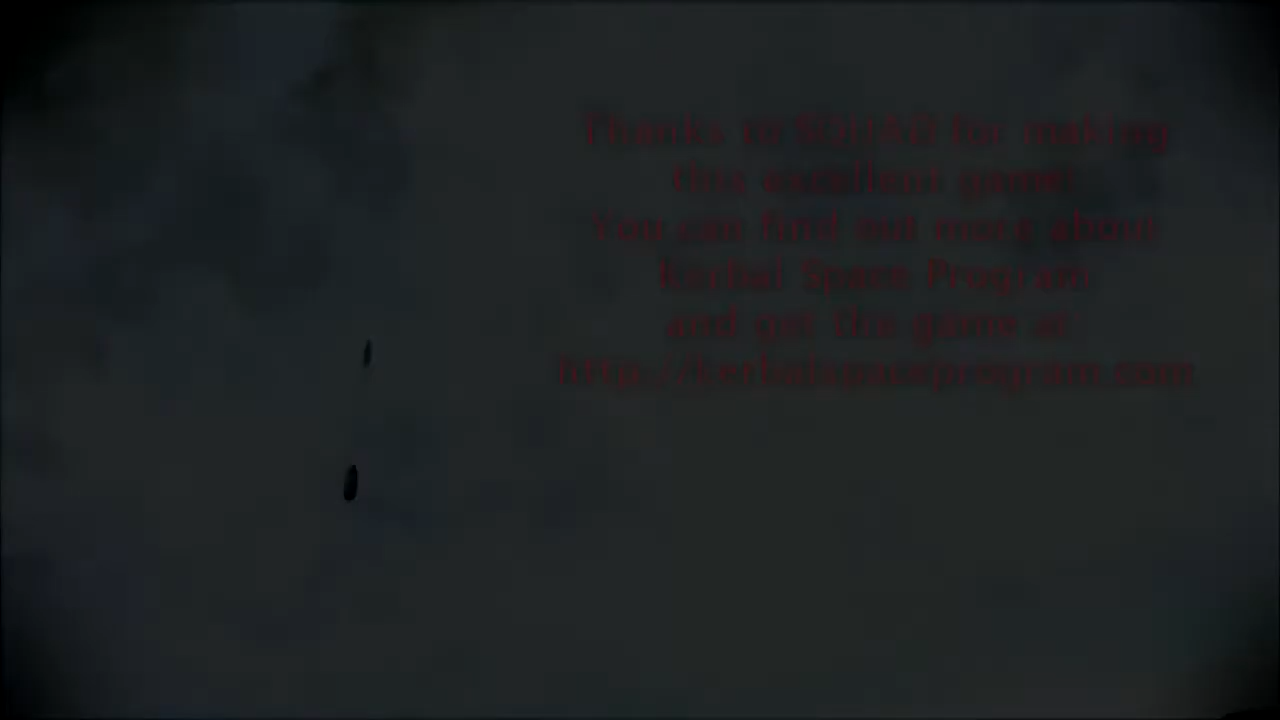 Thanks to SQUAD for making
this excellent game!
You can find out more about
Kerbal Space Program
and get the game at
http://kerbalspaceprogram.com